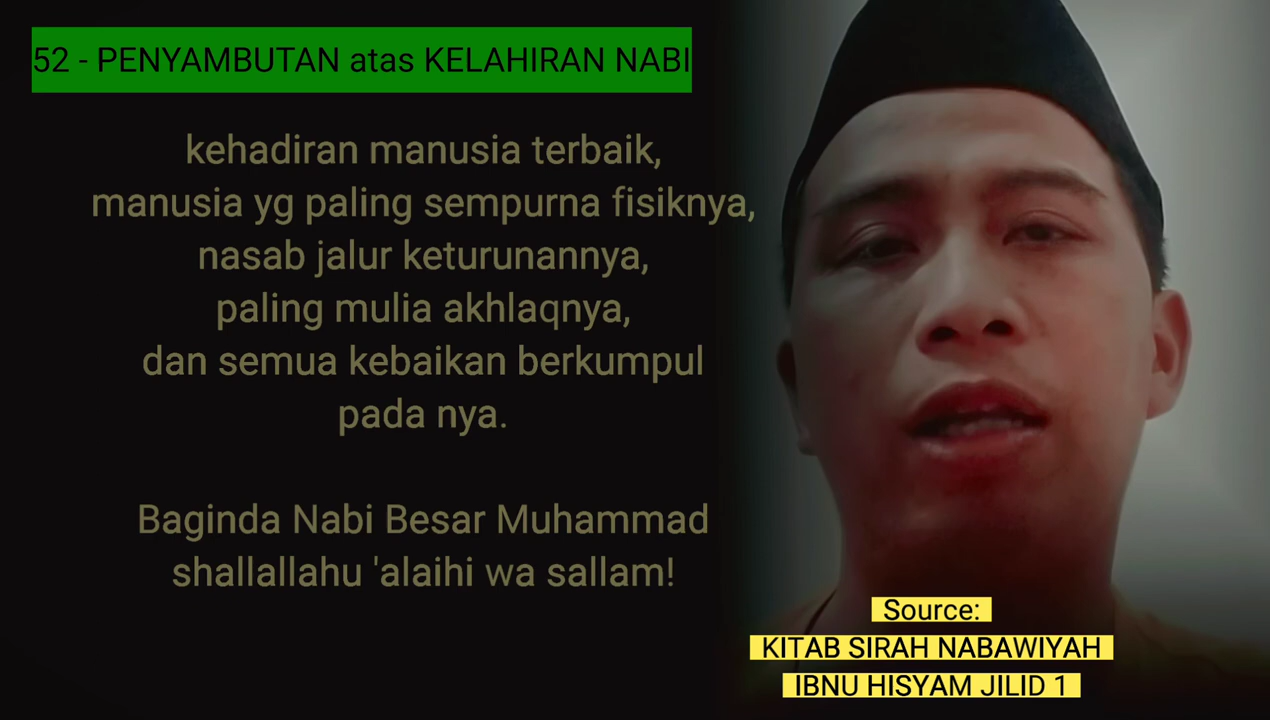 52 - PENYAMBUTAN atas KELAHIRAN NABI
kehadiran manusia terbaik,
manusia yg paling sempurna fisiknya,
nasab jalur keturunannya,
paling mulia akhlaqnya,
dan semua kebaikan berkumpul
pada nya.
Baginda Nabi Besar Muhammad
shallallahu 'alaihi wa sallam!
Source:
KITAB SIRAH NABAWIYAH
IBNU HISYAM JILID 1